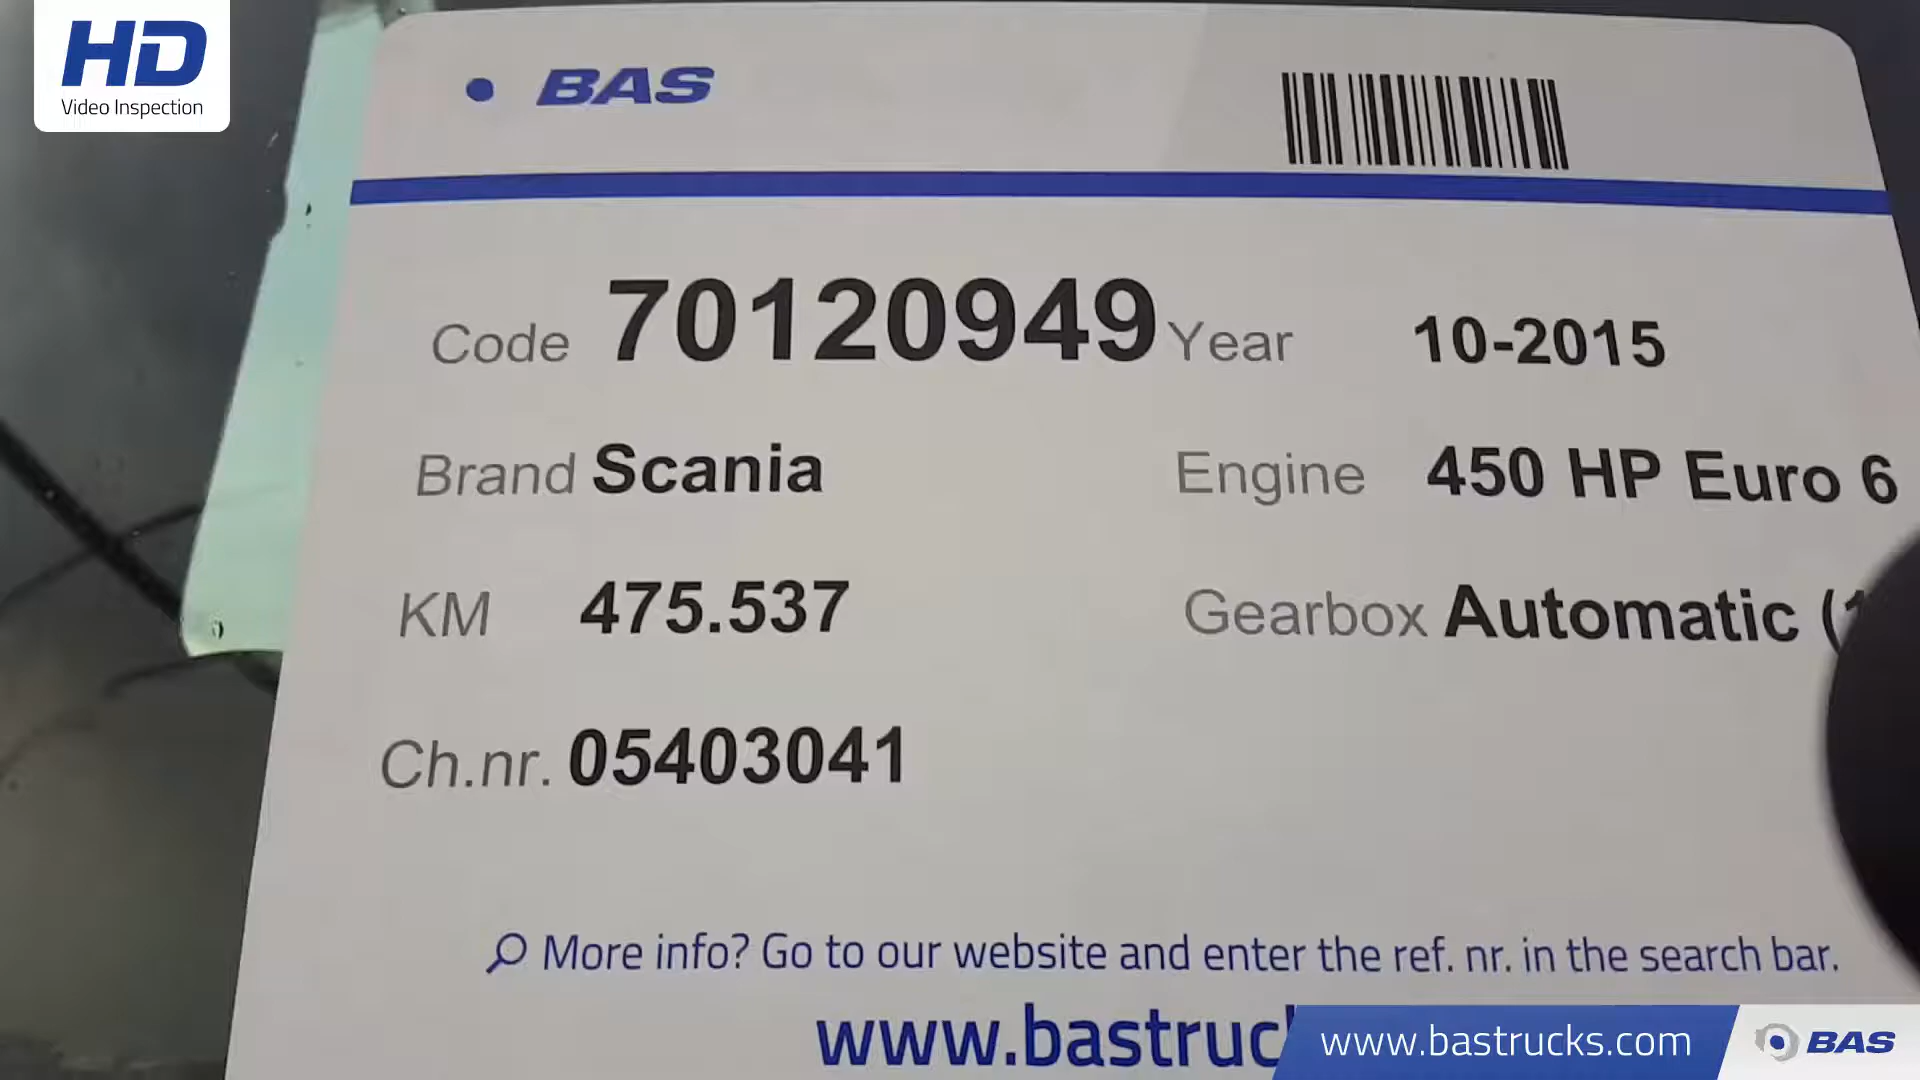 HD
Video Inspection
BAS
Code 70120949 Year 10-2015
Brand Scania Engine 450 HP Euro 6
KM 475.537 Gearbox Automatic (
Ch.nr. 05403041
More info? Go to our website and enter the ref. nr. in the search bar.
www.bastruc
www.bastrucks.com BAS